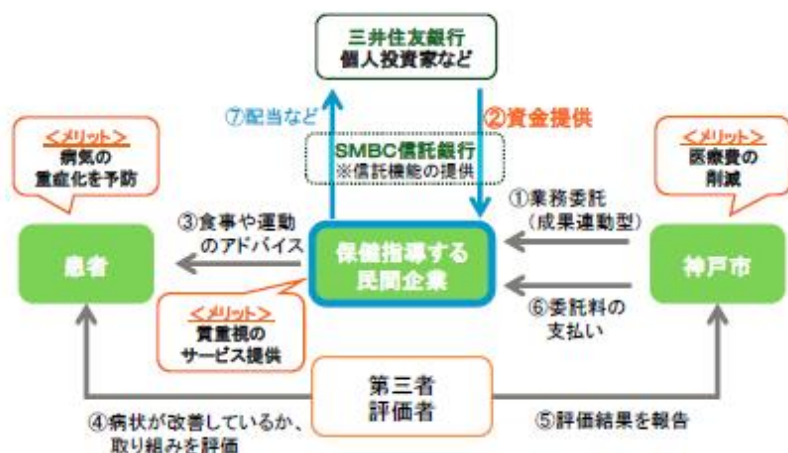 三井住友銀行
個人投資家など
⑦配当など
②資金提供
SMBC信託銀行
※信託機能の提供
<メリット>
病気の
重症化を予防
<メリット>
医療費の
削減
①業務委託
(成果連動型)
③食事や運動
のアドバイス
患者
保健指導する
民間企業
神戸市
<メリット>
質重視の
サービス提供
⑥委託料の
支払い
第三者
評価者
④病状が改善しているか、
取り組みを評価
⑤評価結果を報告